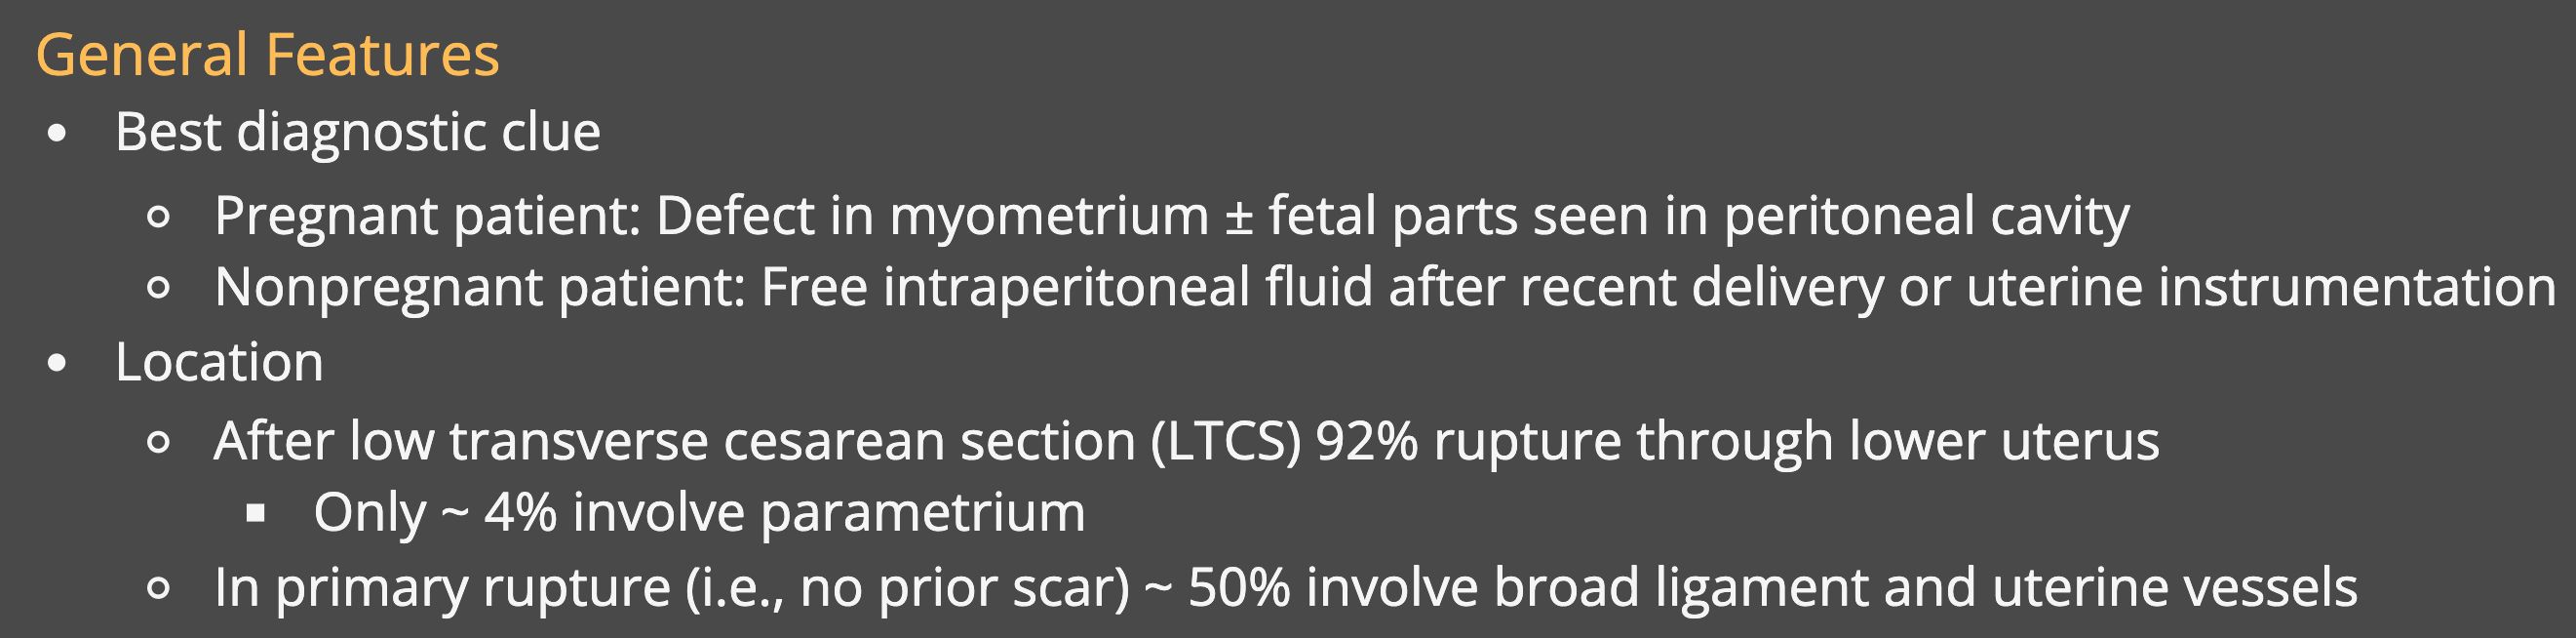 General Features
• Best diagnostic clue
○ Pregnant patient: Defect in myometrium ± fetal parts seen in peritoneal cavity
○ Nonpregnant patient: Free intraperitoneal fluid after recent delivery or uterine instrumentation
• Location
○ After low transverse cesarean section (LTCS) 92% rupture through lower uterus
▪ Only ~ 4% involve parametrium
○ In primary rupture (i.e., no prior scar) ~ 50% involve broad ligament and uterine vessels